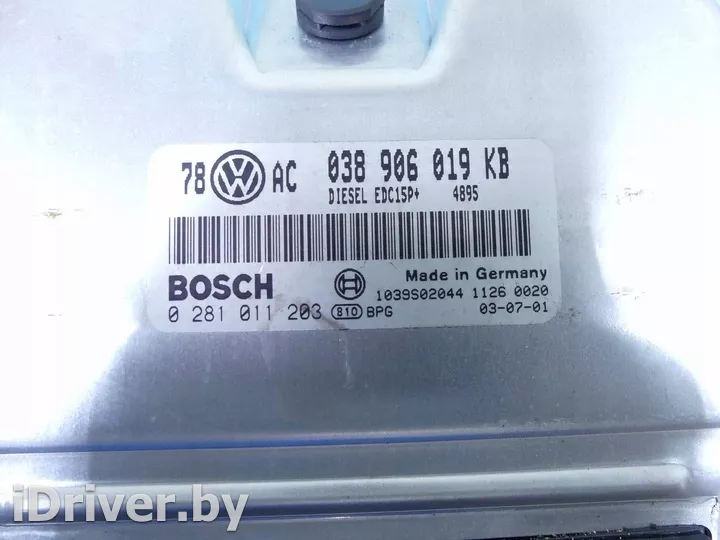 78 AC 038 906 019 KB
DIESEL EDC15P+ 4895
BOSCH Made in Germany
1039S02044 1126 0020
0 281 011 203 810 BPG 03-07-01
iDriver.by